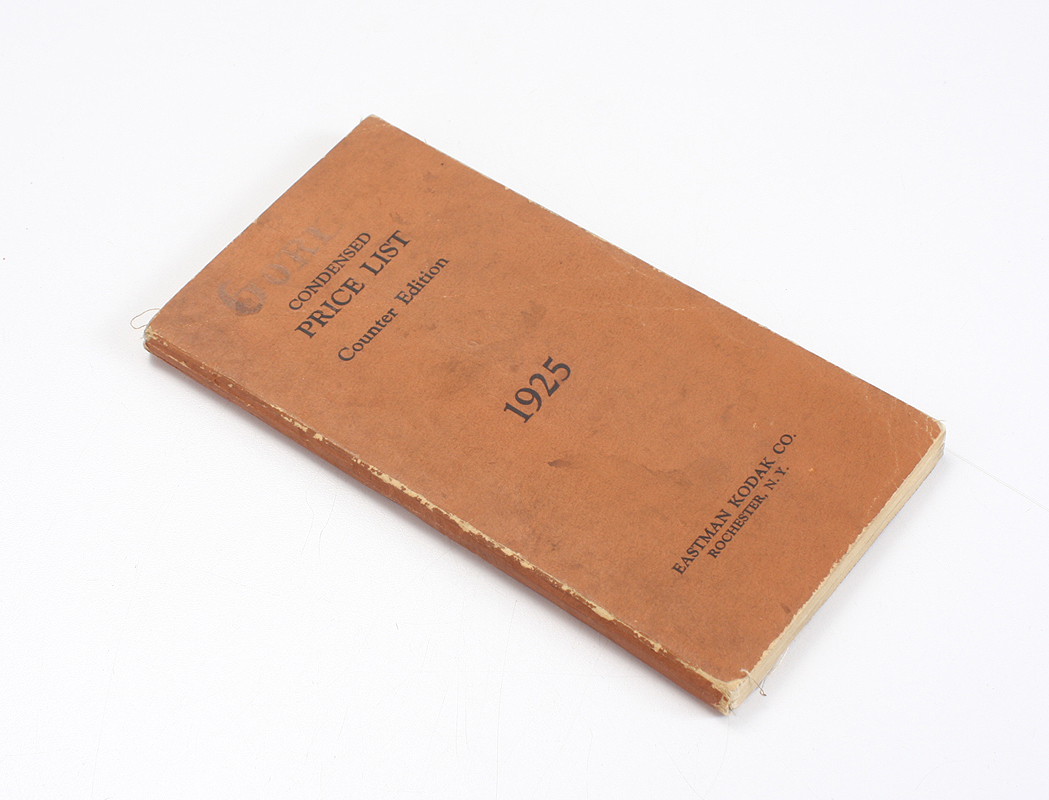 CONDENSED
PRICE LIST
Counter Edition
1925
EASTMAN KODAK CO.
ROCHESTER, N. Y.